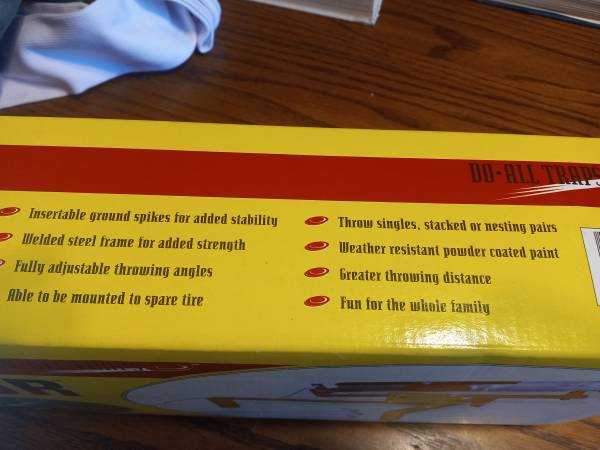 DO·ALL TRAPS
Insertable ground spikes for added stability
Welded steel frame for added strength
Fully adjustable throwing angles
Able to be mounted to spare tire
Throw singles, stacked or nesting pairs
Weather resistant powder coated paint
Greater throwing distance
Fun for the whole family